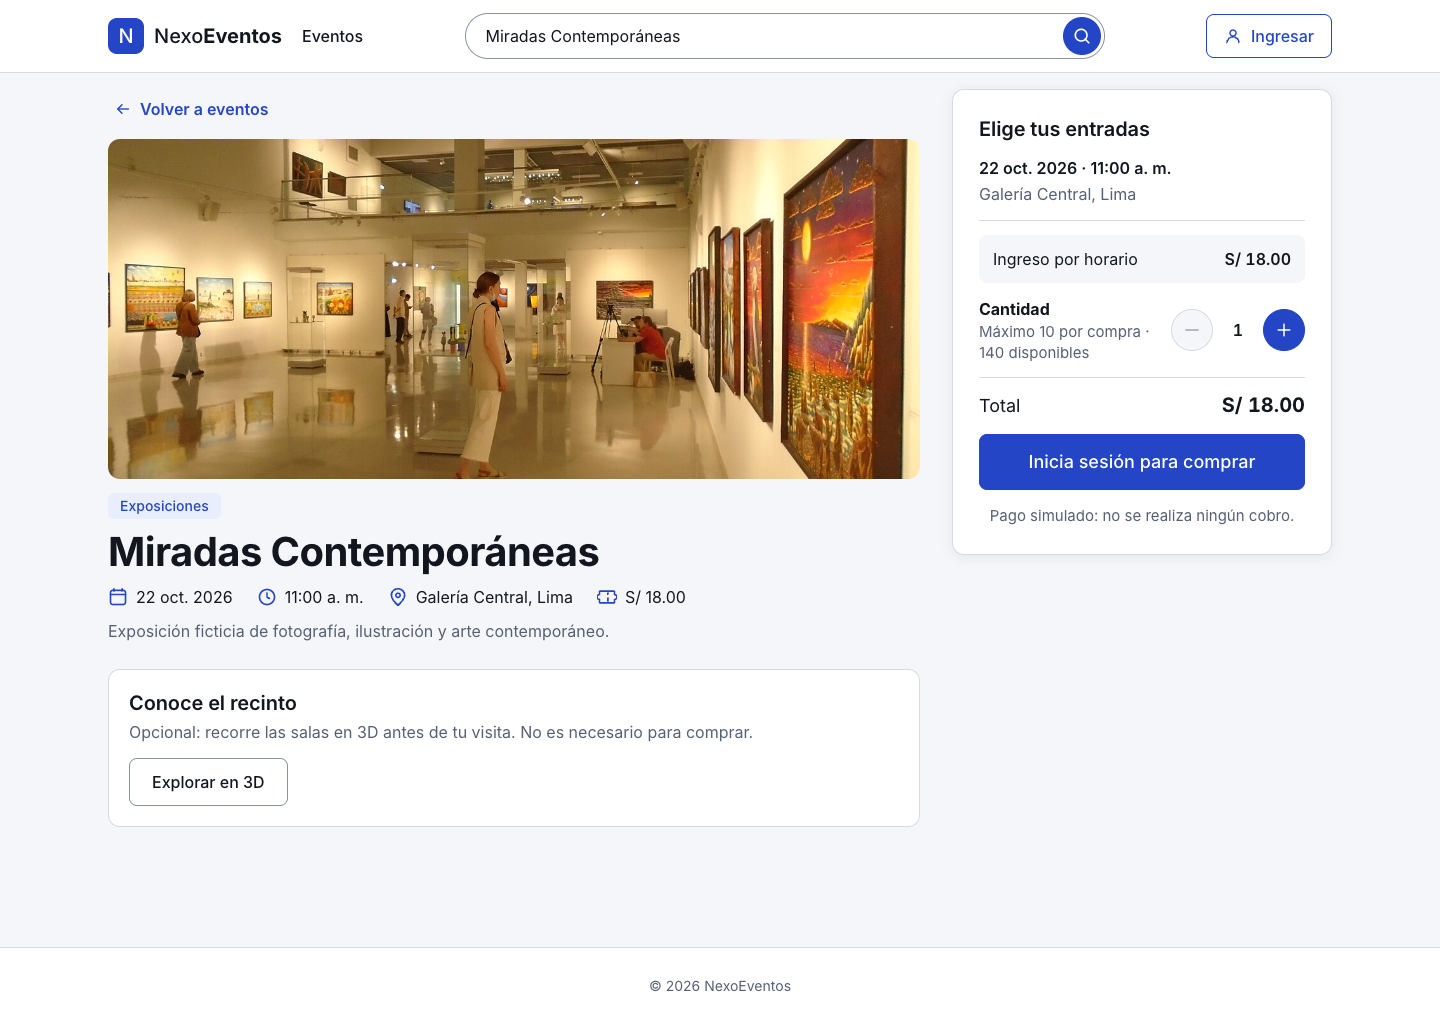 N NexoEventos Eventos Miradas Contemporáneas Ingresar
Volver a eventos
Exposiciones
Miradas Contemporáneas
22 oct. 2026 11:00 a. m. Galería Central, Lima S/ 18.00
Exposición ficticia de fotografía, ilustración y arte contemporáneo.
Conoce el recinto
Opcional: recorre las salas en 3D antes de tu visita. No es necesario para comprar.
Explorar en 3D
Elige tus entradas
22 oct. 2026 · 11:00 a. m.
Galería Central, Lima
Ingreso por horario S/ 18.00
Cantidad
Máximo 10 por compra ·
140 disponibles
1
Total S/ 18.00
Inicia sesión para comprar
Pago simulado: no se realiza ningún cobro.
© 2026 NexoEventos